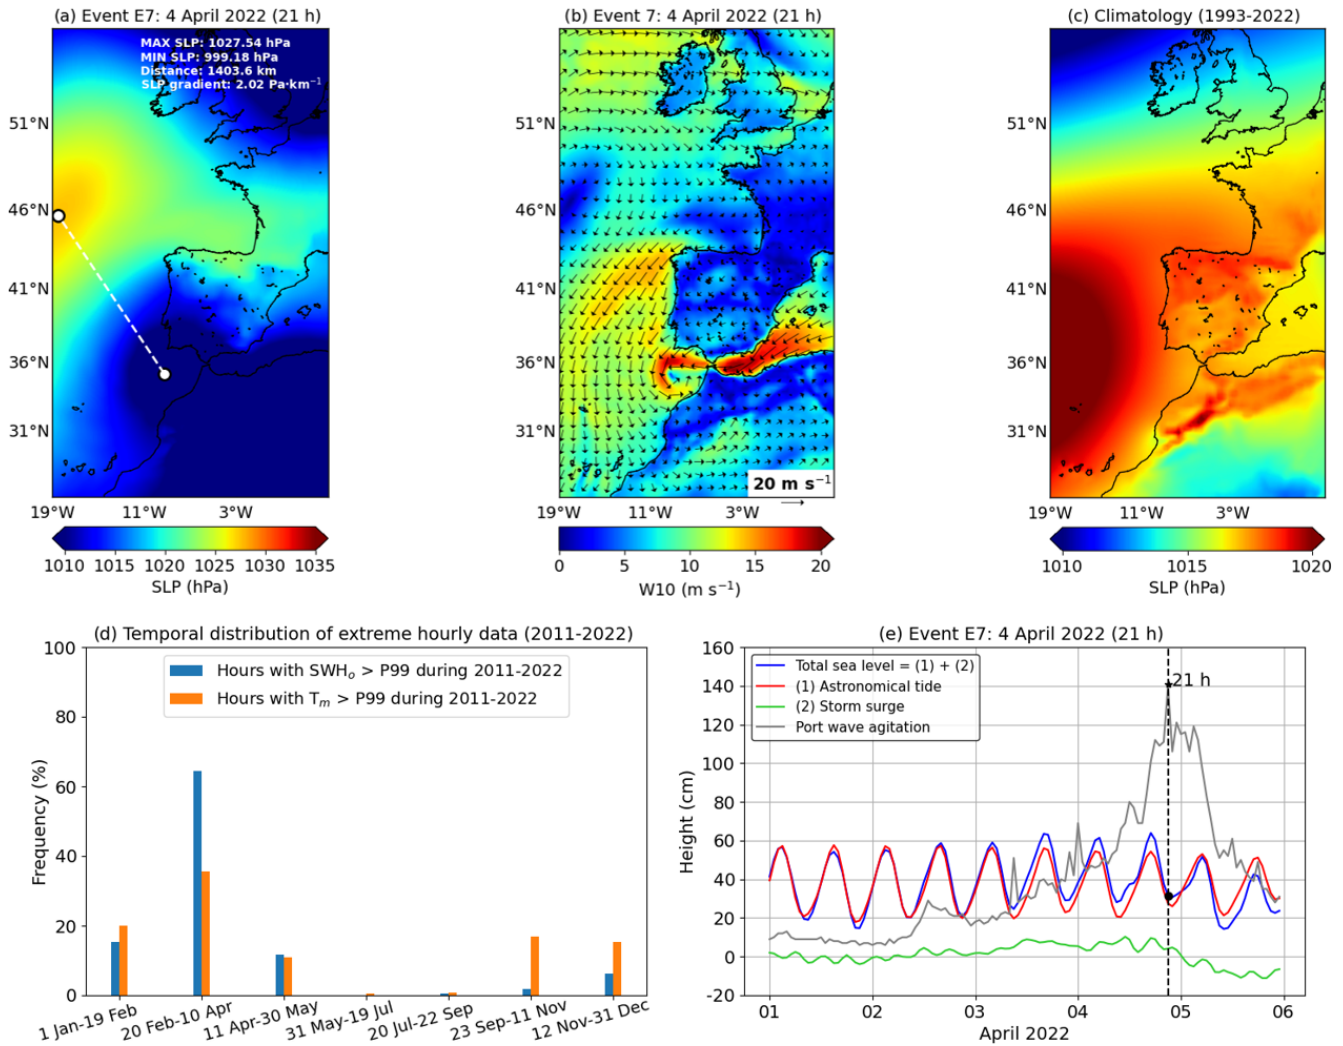 (a) Event E7: 4 April 2022 (21 h)
MAX SLP: 1027.54 hPa
MIN SLP: 999.18 hPa
Distance: 1403.6 km
SLP gradient: 2.02 Pa·km⁻¹
51°N
46°N
41°N
36°N
31°N
19°W 11°W 3°W
1010 1015 1020 1025 1030 1035
SLP (hPa)
(b) Event 7: 4 April 2022 (21 h)
51°N
46°N
41°N
36°N
31°N
20 m s⁻¹
19°W 11°W 3°W
0 5 10 15 20
W10 (m s⁻¹)
(c) Climatology (1993-2022)
51°N
46°N
41°N
36°N
31°N
19°W 11°W 3°W
1010 1015 1020
SLP (hPa)
(d) Temporal distribution of extreme hourly data (2011-2022)
Hours with SWHₒ > P99 during 2011-2022
Hours with Tₘ > P99 during 2011-2022
Frequency (%)
100
80
60
40
20
0
1 Jan-19 Feb
20 Feb-10 Apr
11 Apr-30 May
31 May-19 Jul
20 Jul-22 Sep
23 Sep-11 Nov
12 Nov-31 Dec
(e) Event E7: 4 April 2022 (21 h)
Total sea level = (1) + (2)
(1) Astronomical tide
(2) Storm surge
Port wave agitation
21 h
Height (cm)
160
140
120
100
80
60
40
20
0
-20
01 02 03 04 05 06
April 2022